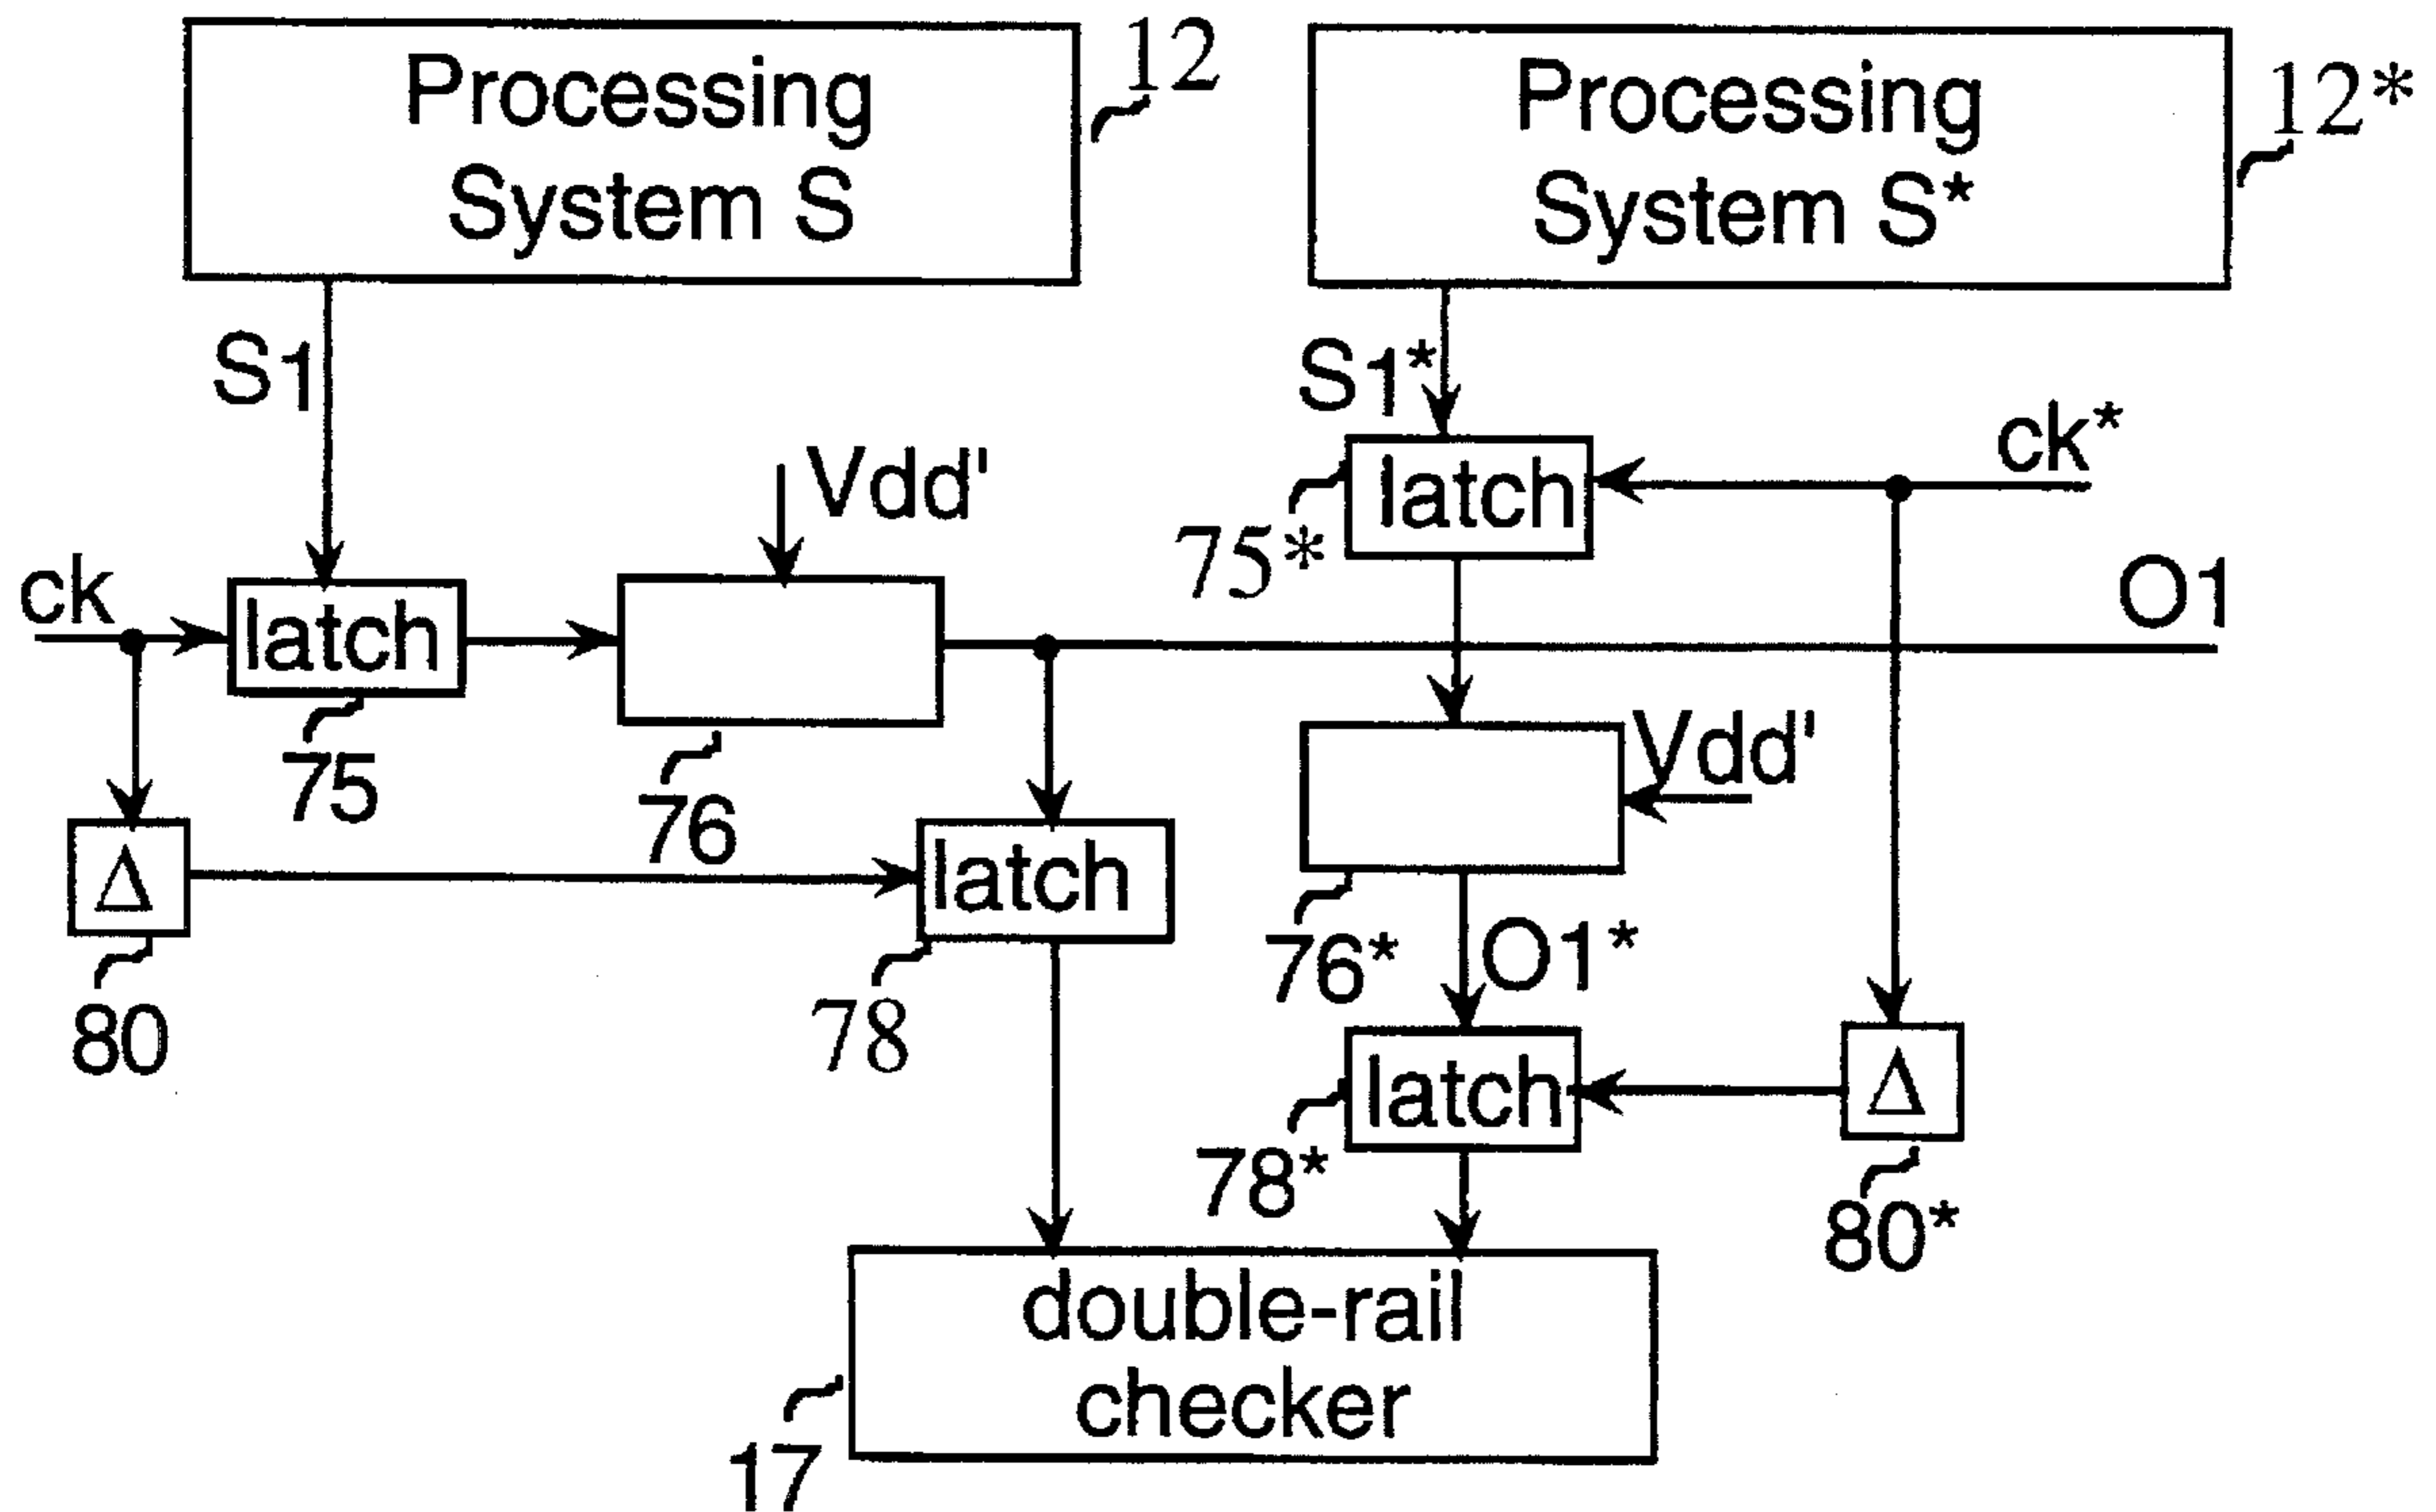 Processing
System S
12
Processing
System S*
12*
S1
S1*
ck*
Vdd'
latch
75*
O1
ck
latch
75
76
Vdd'
Δ
80
latch
78
76*
O1*
latch
78*
Δ
80*
double-rail
checker
17